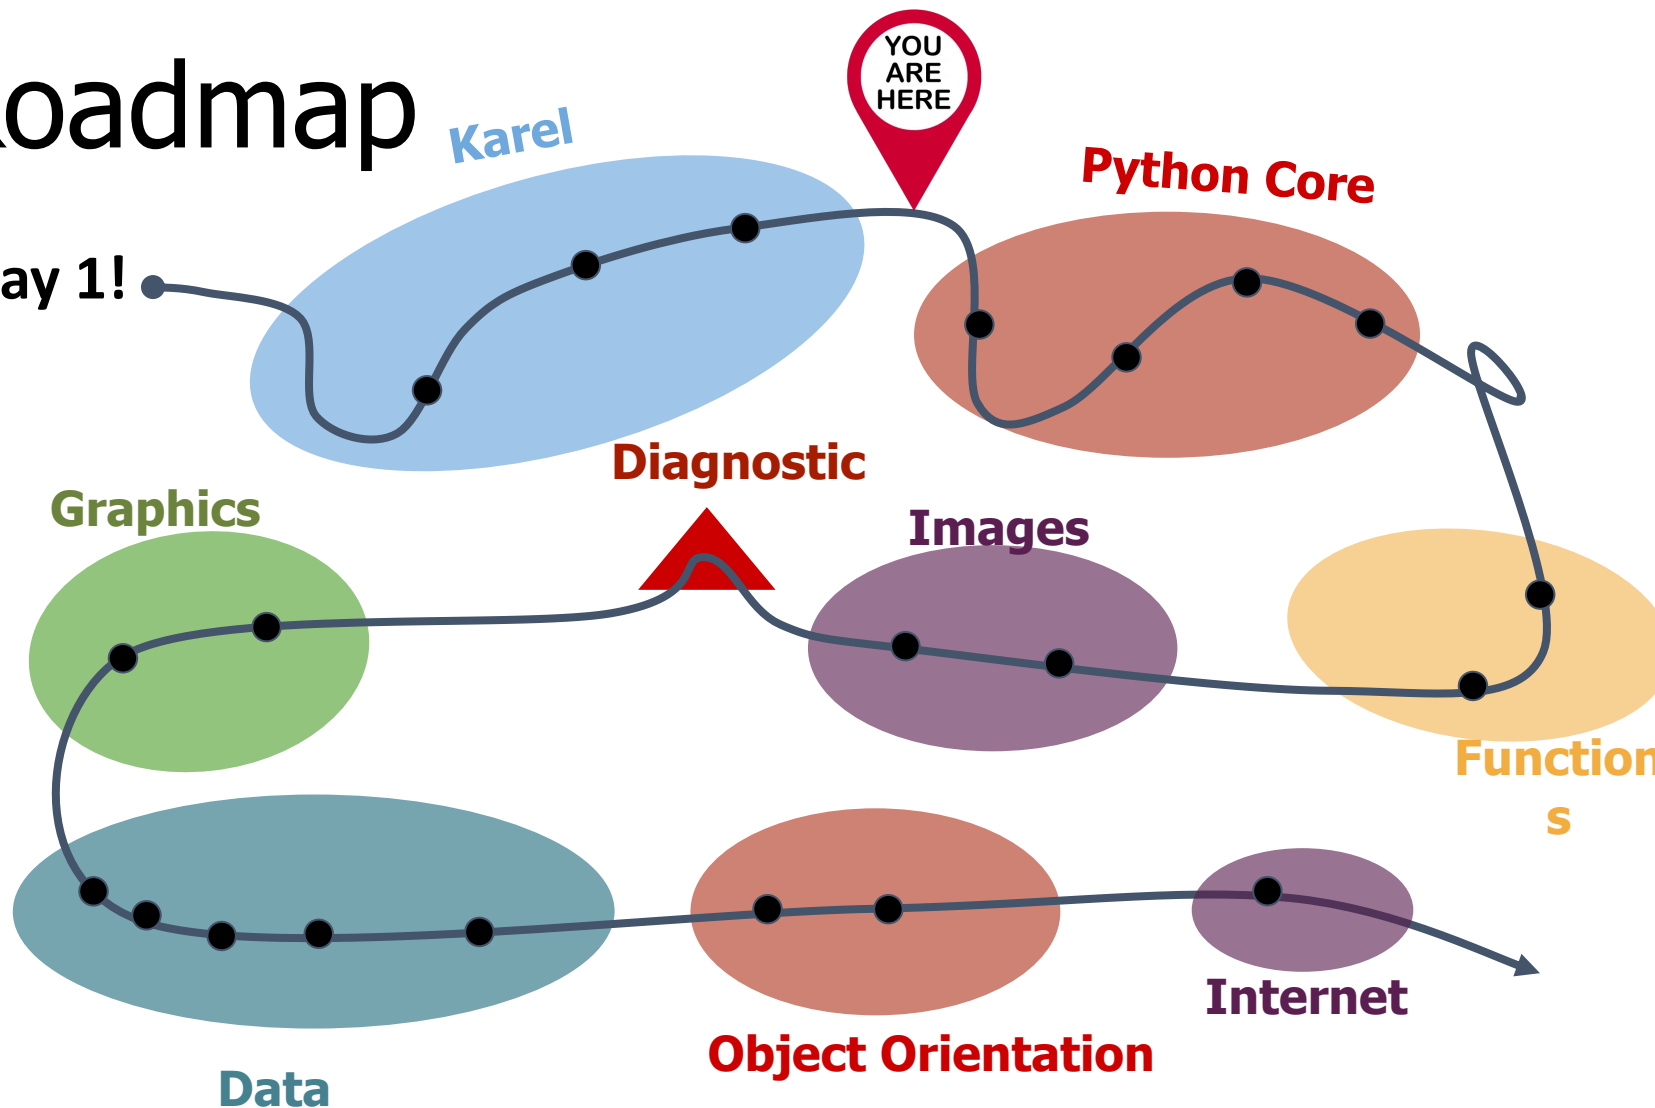 oadmap
Karel
YOU
ARE
HERE
Python Core
ay 1!
Diagnostic
Graphics
Images
Function
s
Internet
Object Orientation
Data